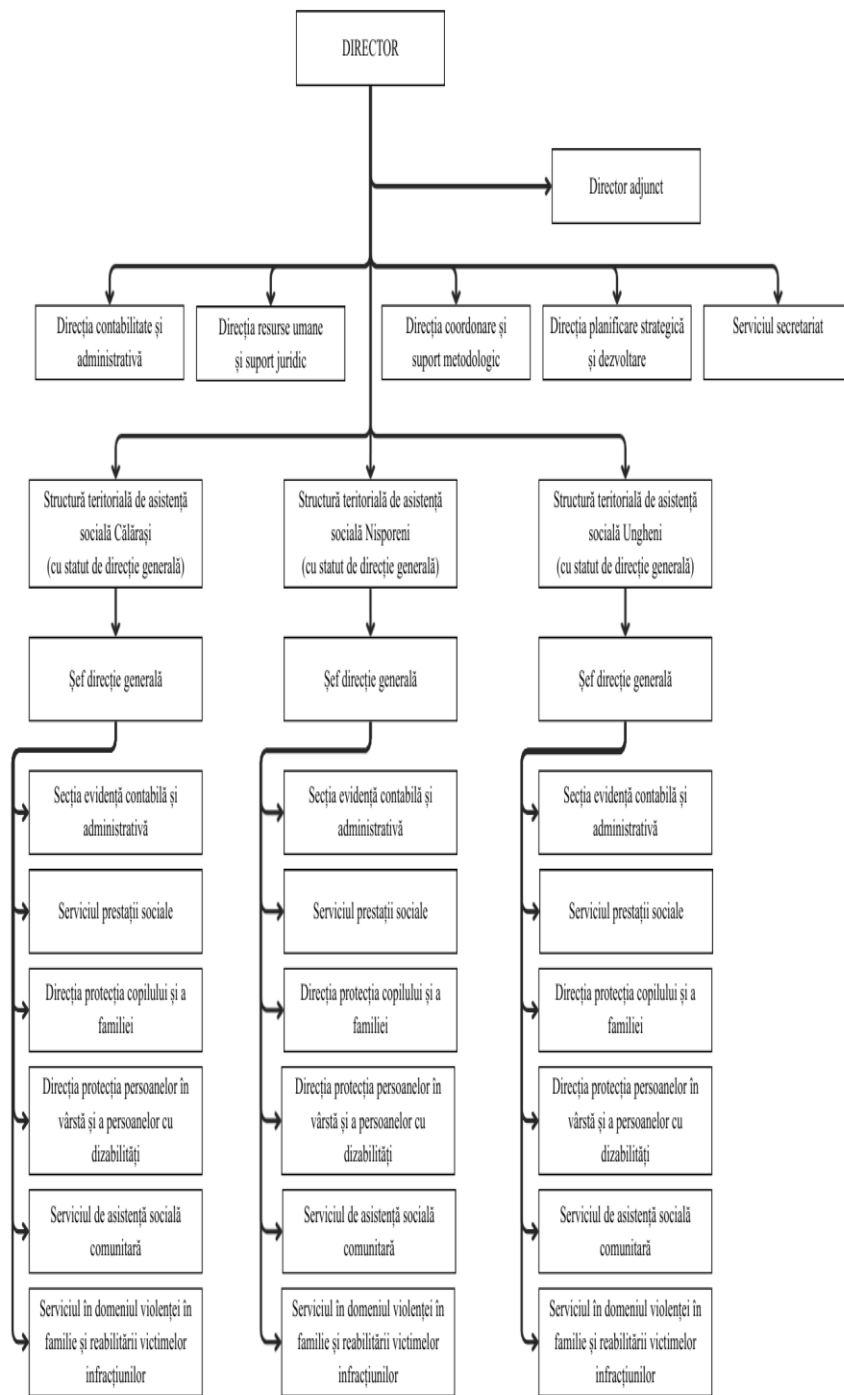 DIRECTOR
Director adjunct
Direcția contabilitate și
administrativă
Direcția resurse umane
și suport juridic
Direcția coordonare și
suport metodologic
Direcția planificare strategică
și dezvoltare
Serviciul secretariat
Structură teritorială de asistență
socială Călărași
(cu statut de direcție generală)
Structură teritorială de asistență
socială Nisporeni
(cu statut de direcție generală)
Structură teritorială de asistență
socială Ungheni
(cu statut de direcție generală)
Șef direcție generală
Șef direcție generală
Șef direcție generală
Secția evidență contabilă și
administrativă
Serviciul prestații sociale
Direcția protecția copilului și a
familiei
Direcția protecția persoanelor în
vârstă și a persoanelor cu
dizabilități
Serviciul de asistență socială
comunitară
Serviciul în domeniul violenței în
familie și reabilitării victimelor
infracțiunilor
Secția evidență contabilă și
administrativă
Serviciul prestații sociale
Direcția protecția copilului și a
familiei
Direcția protecția persoanelor în
vârstă și a persoanelor cu
dizabilități
Serviciul de asistență socială
comunitară
Serviciul în domeniul violenței în
familie și reabilitării victimelor
infracțiunilor
Secția evidență contabilă și
administrativă
Serviciul prestații sociale
Direcția protecția copilului și a
familiei
Direcția protecția persoanelor în
vârstă și a persoanelor cu
dizabilități
Serviciul de asistență socială
comunitară
Serviciul în domeniul violenței în
familie și reabilitării victimelor
infracțiunilor